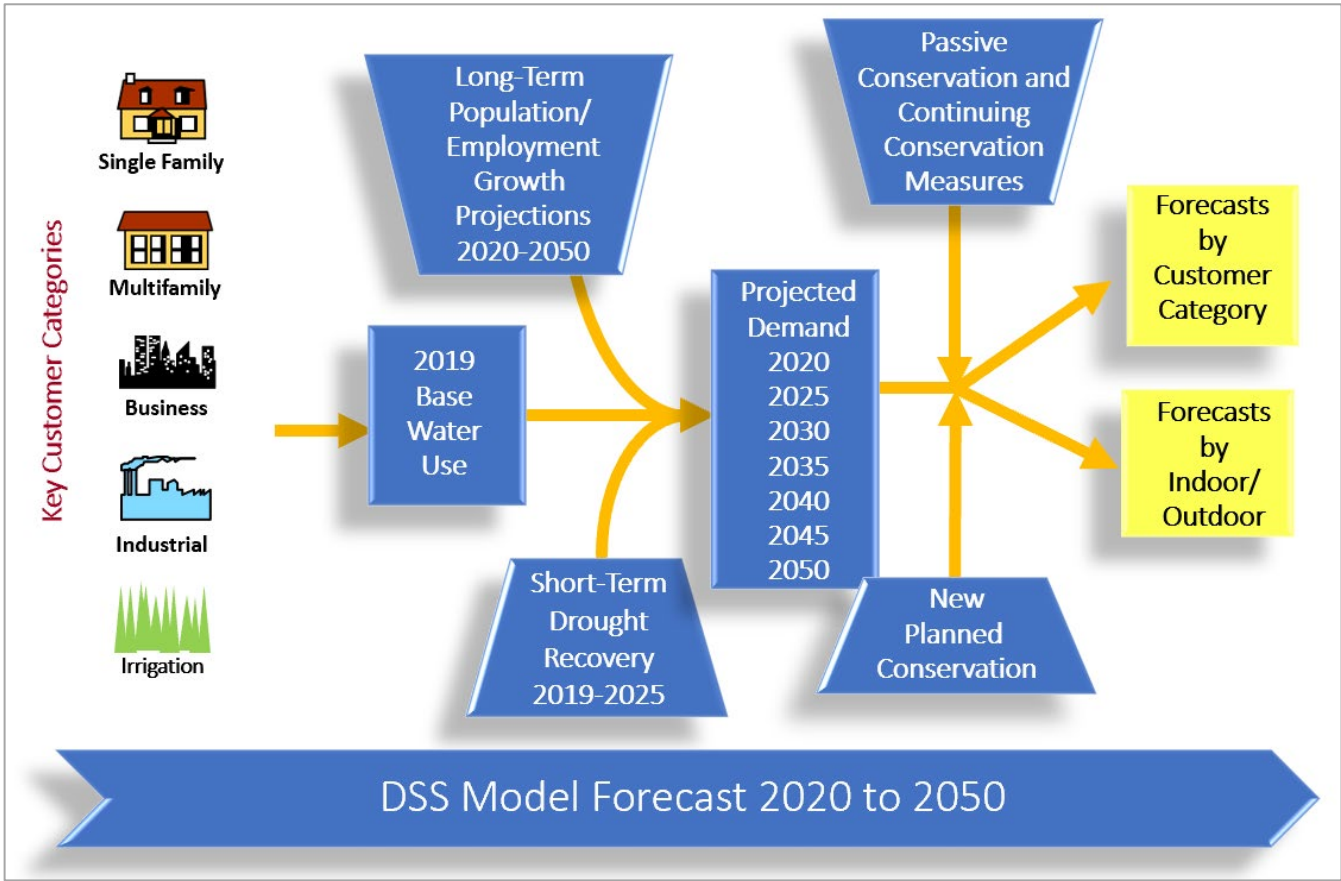 Key Customer Categories
Single Family
Multifamily
Business
Industrial
Irrigation
2019
Base
Water
Use
Long-Term
Population/
Employment
Growth
Projections
2020-2050
Short-Term
Drought
Recovery
2019-2025
Projected
Demand
2020
2025
2030
2035
2040
2045
2050
Passive
Conservation and
Continuing
Conservation
Measures
New
Planned
Conservation
Forecasts
by
Customer
Category
Forecasts
by
Indoor/
Outdoor
DSS Model Forecast 2020 to 2050